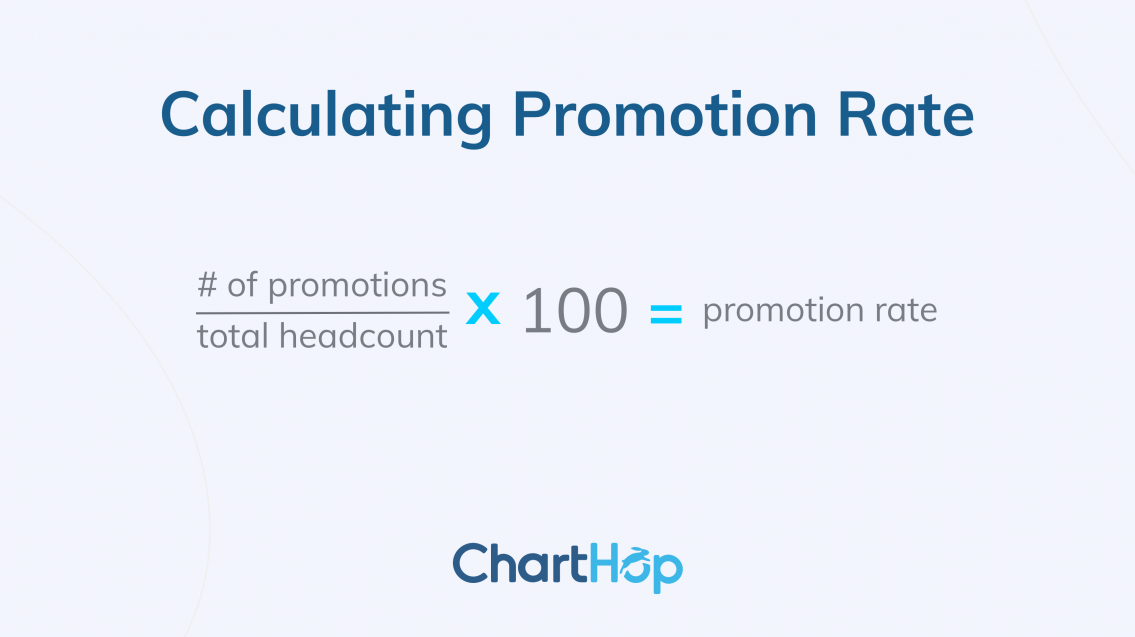 Calculating Promotion Rate
# of promotions
total headcount
x 100 = promotion rate
ChartHop